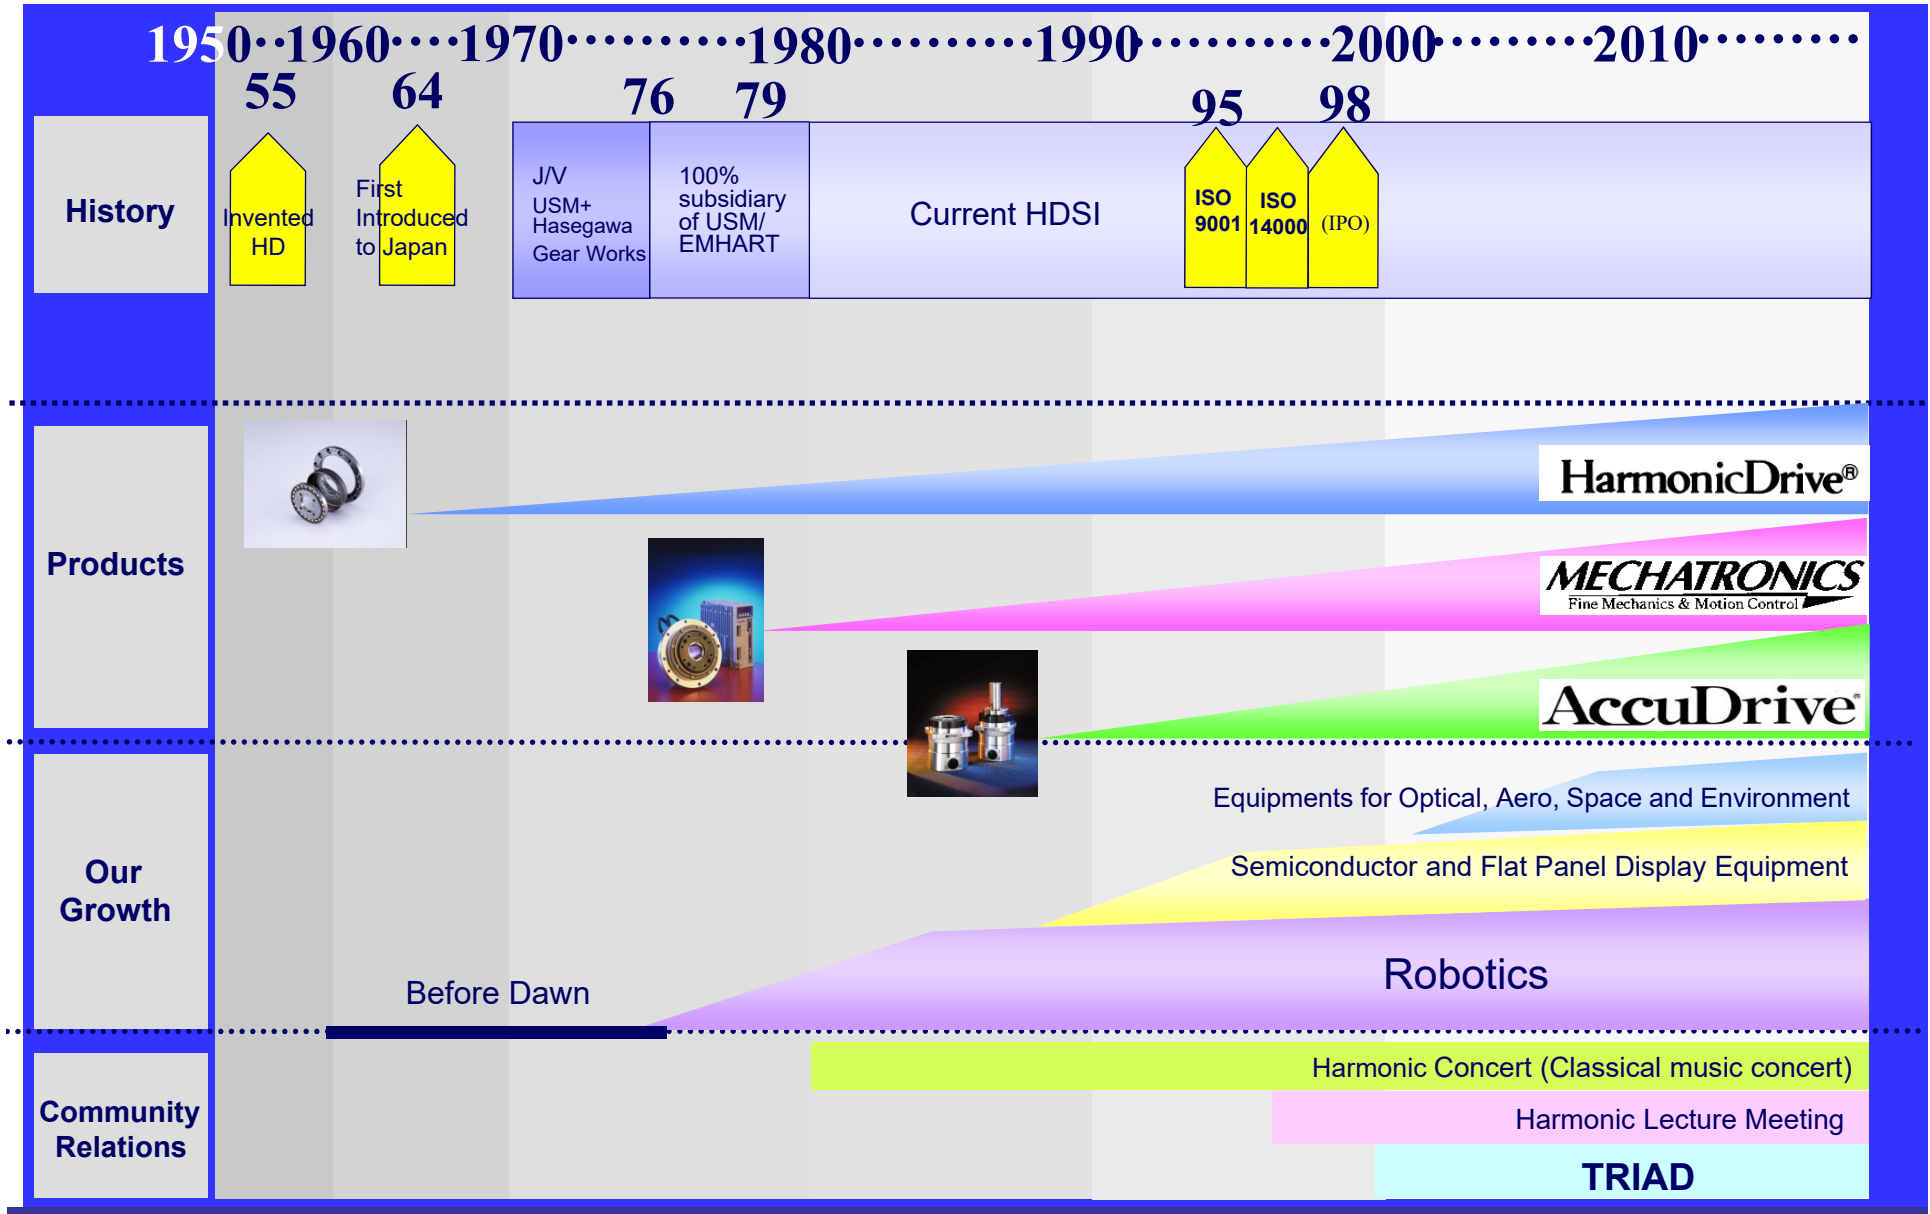 1950··1960····1970·········1980··········1990··········2000········2010·········
55 64 76 79 95 98
History
Invented
HD
First
Introduced
to Japan
J/V
USM+
Hasegawa
Gear Works
100%
subsidiary
of USM/
EMHART
Current HDSI
ISO
9001
ISO
14000
(IPO)
Products
HarmonicDrive®
MECHATRONICS
Fine Mechanics & Motion Control
AccuDrive®
Our
Growth
Equipments for Optical, Aero, Space and Environment
Semiconductor and Flat Panel Display Equipment
Robotics
Before Dawn
Community
Relations
Harmonic Concert (Classical music concert)
Harmonic Lecture Meeting
TRIAD